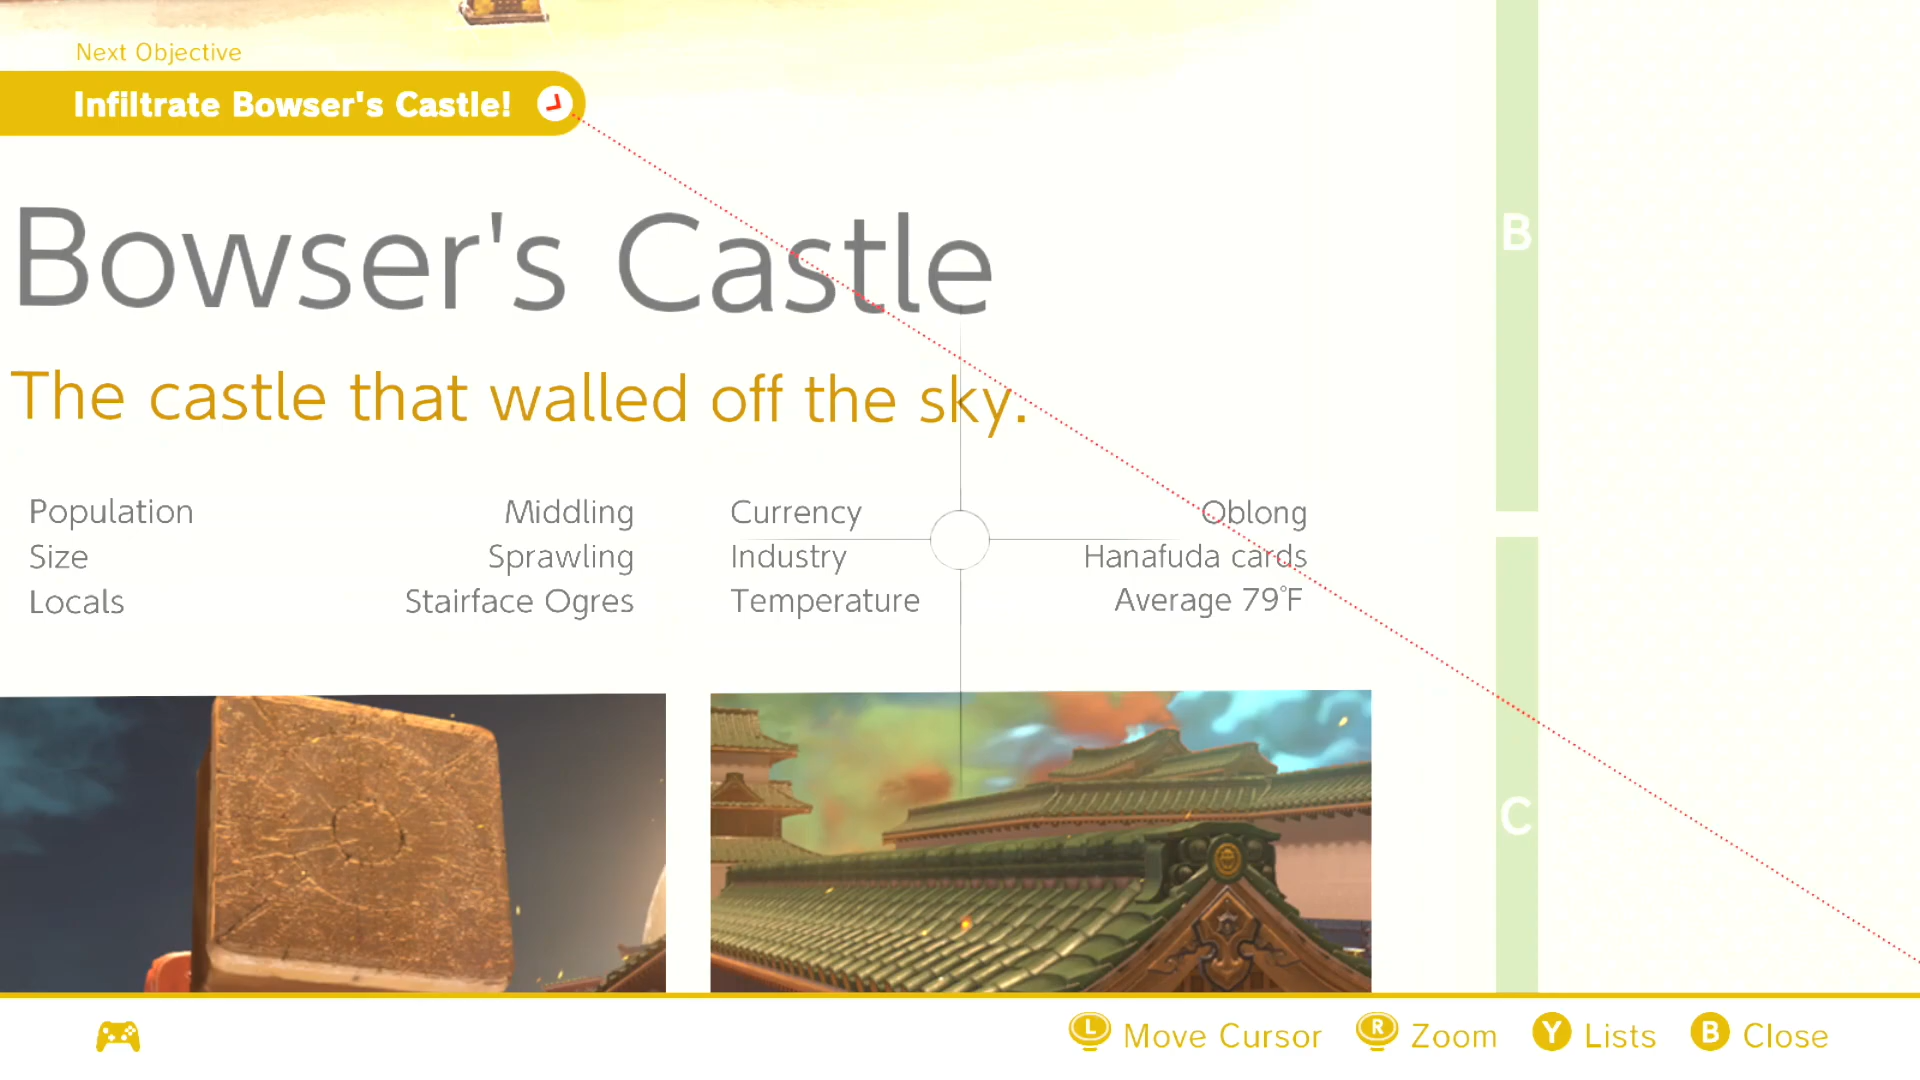 Next Objective
Infiltrate Bowser's Castle!
Bowser's Castle
The castle that walled off the sky.
Population Middling
Size Sprawling
Locals Stairface Ogres
Currency Oblong
Industry Hanafuda cards
Temperature Average 79°F
B
C
L Move Cursor R Zoom Y Lists B Close